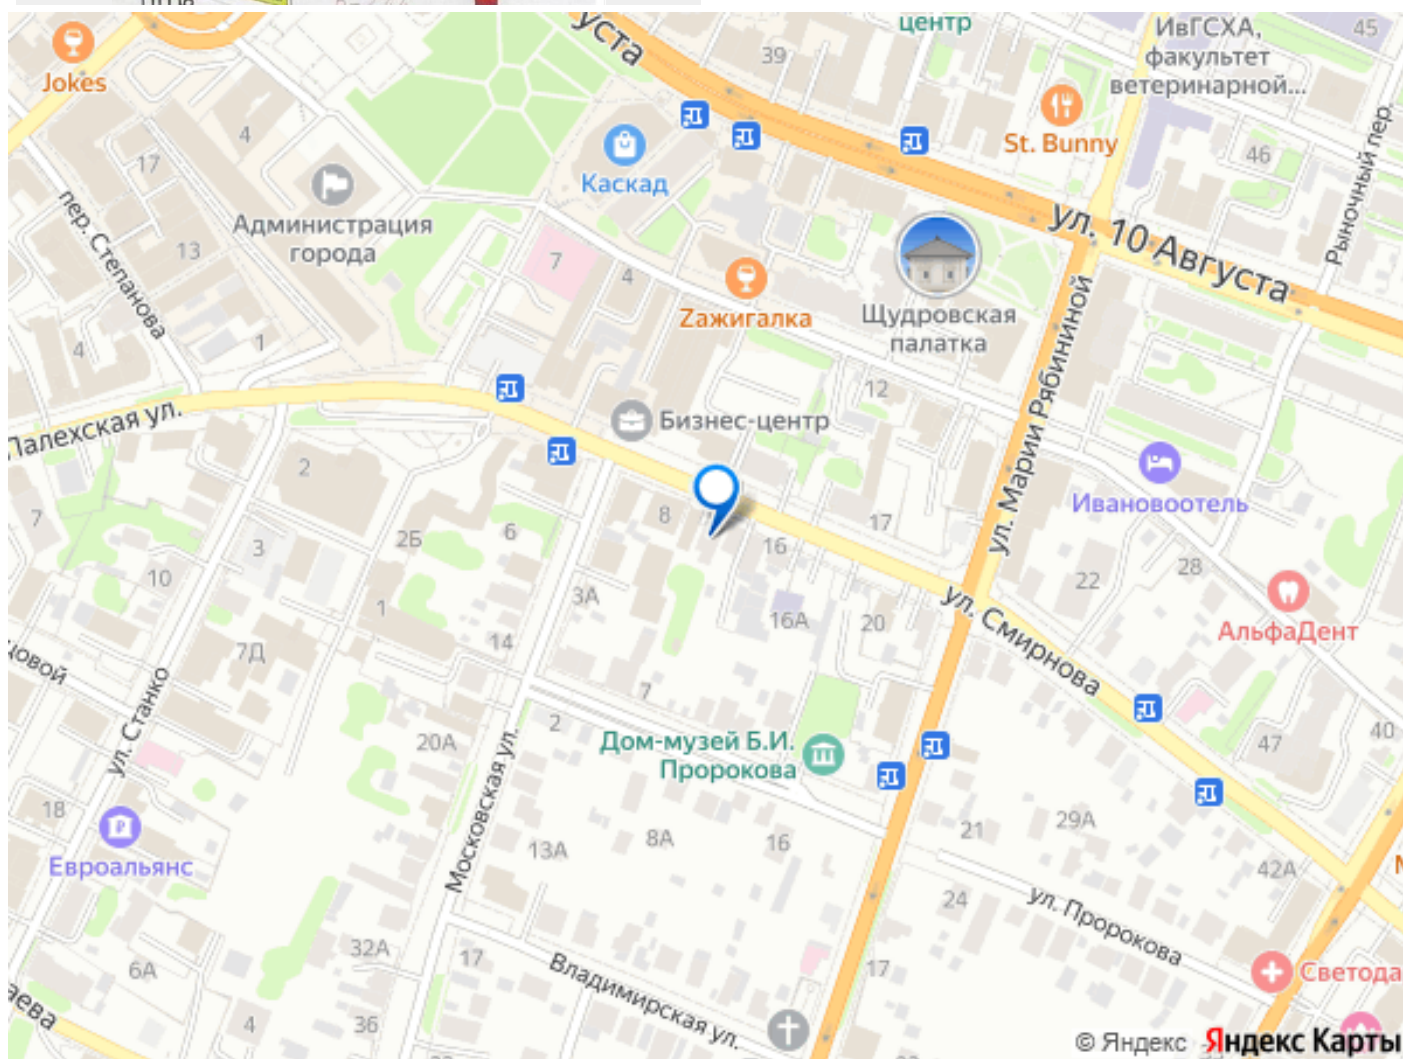 уста
центр
ИвГСХА,
факультет
ветеринарной...
45
39
Jokes
St. Bunny
46
Рыночный пер.
4
17
Каскад
Администрация
города
пер. Степанова
13
7
4
ул. 10 Августа
Zажигалка
Щудровская
палатка
1
4
12
ул. Марии Рябининой
Палехская ул.
Бизнес-центр
2
Ивановоотель
7
3
2Б
6
8
16
17
10
1
3А
22
28
16А
20
ул. Смирнова
АльфаДент
14
7Д
цовой
ул. Станко
7
2
20А
Дом-музей Б.И.
Пророкова
47
40
Московская ул.
18
Евроальянс
13А
8А
16
21
29А
42А
24
ул. Пророкова
32А
17
6А
Владимирская ул.
17
Светода
аева
4
36
© Яндекс Яндекс Карты